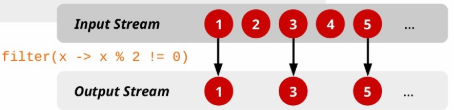 Input Stream 1 2 3 4 5 ...
filter(x -> x % 2 != 0)
Output Stream 1 3 5 ...